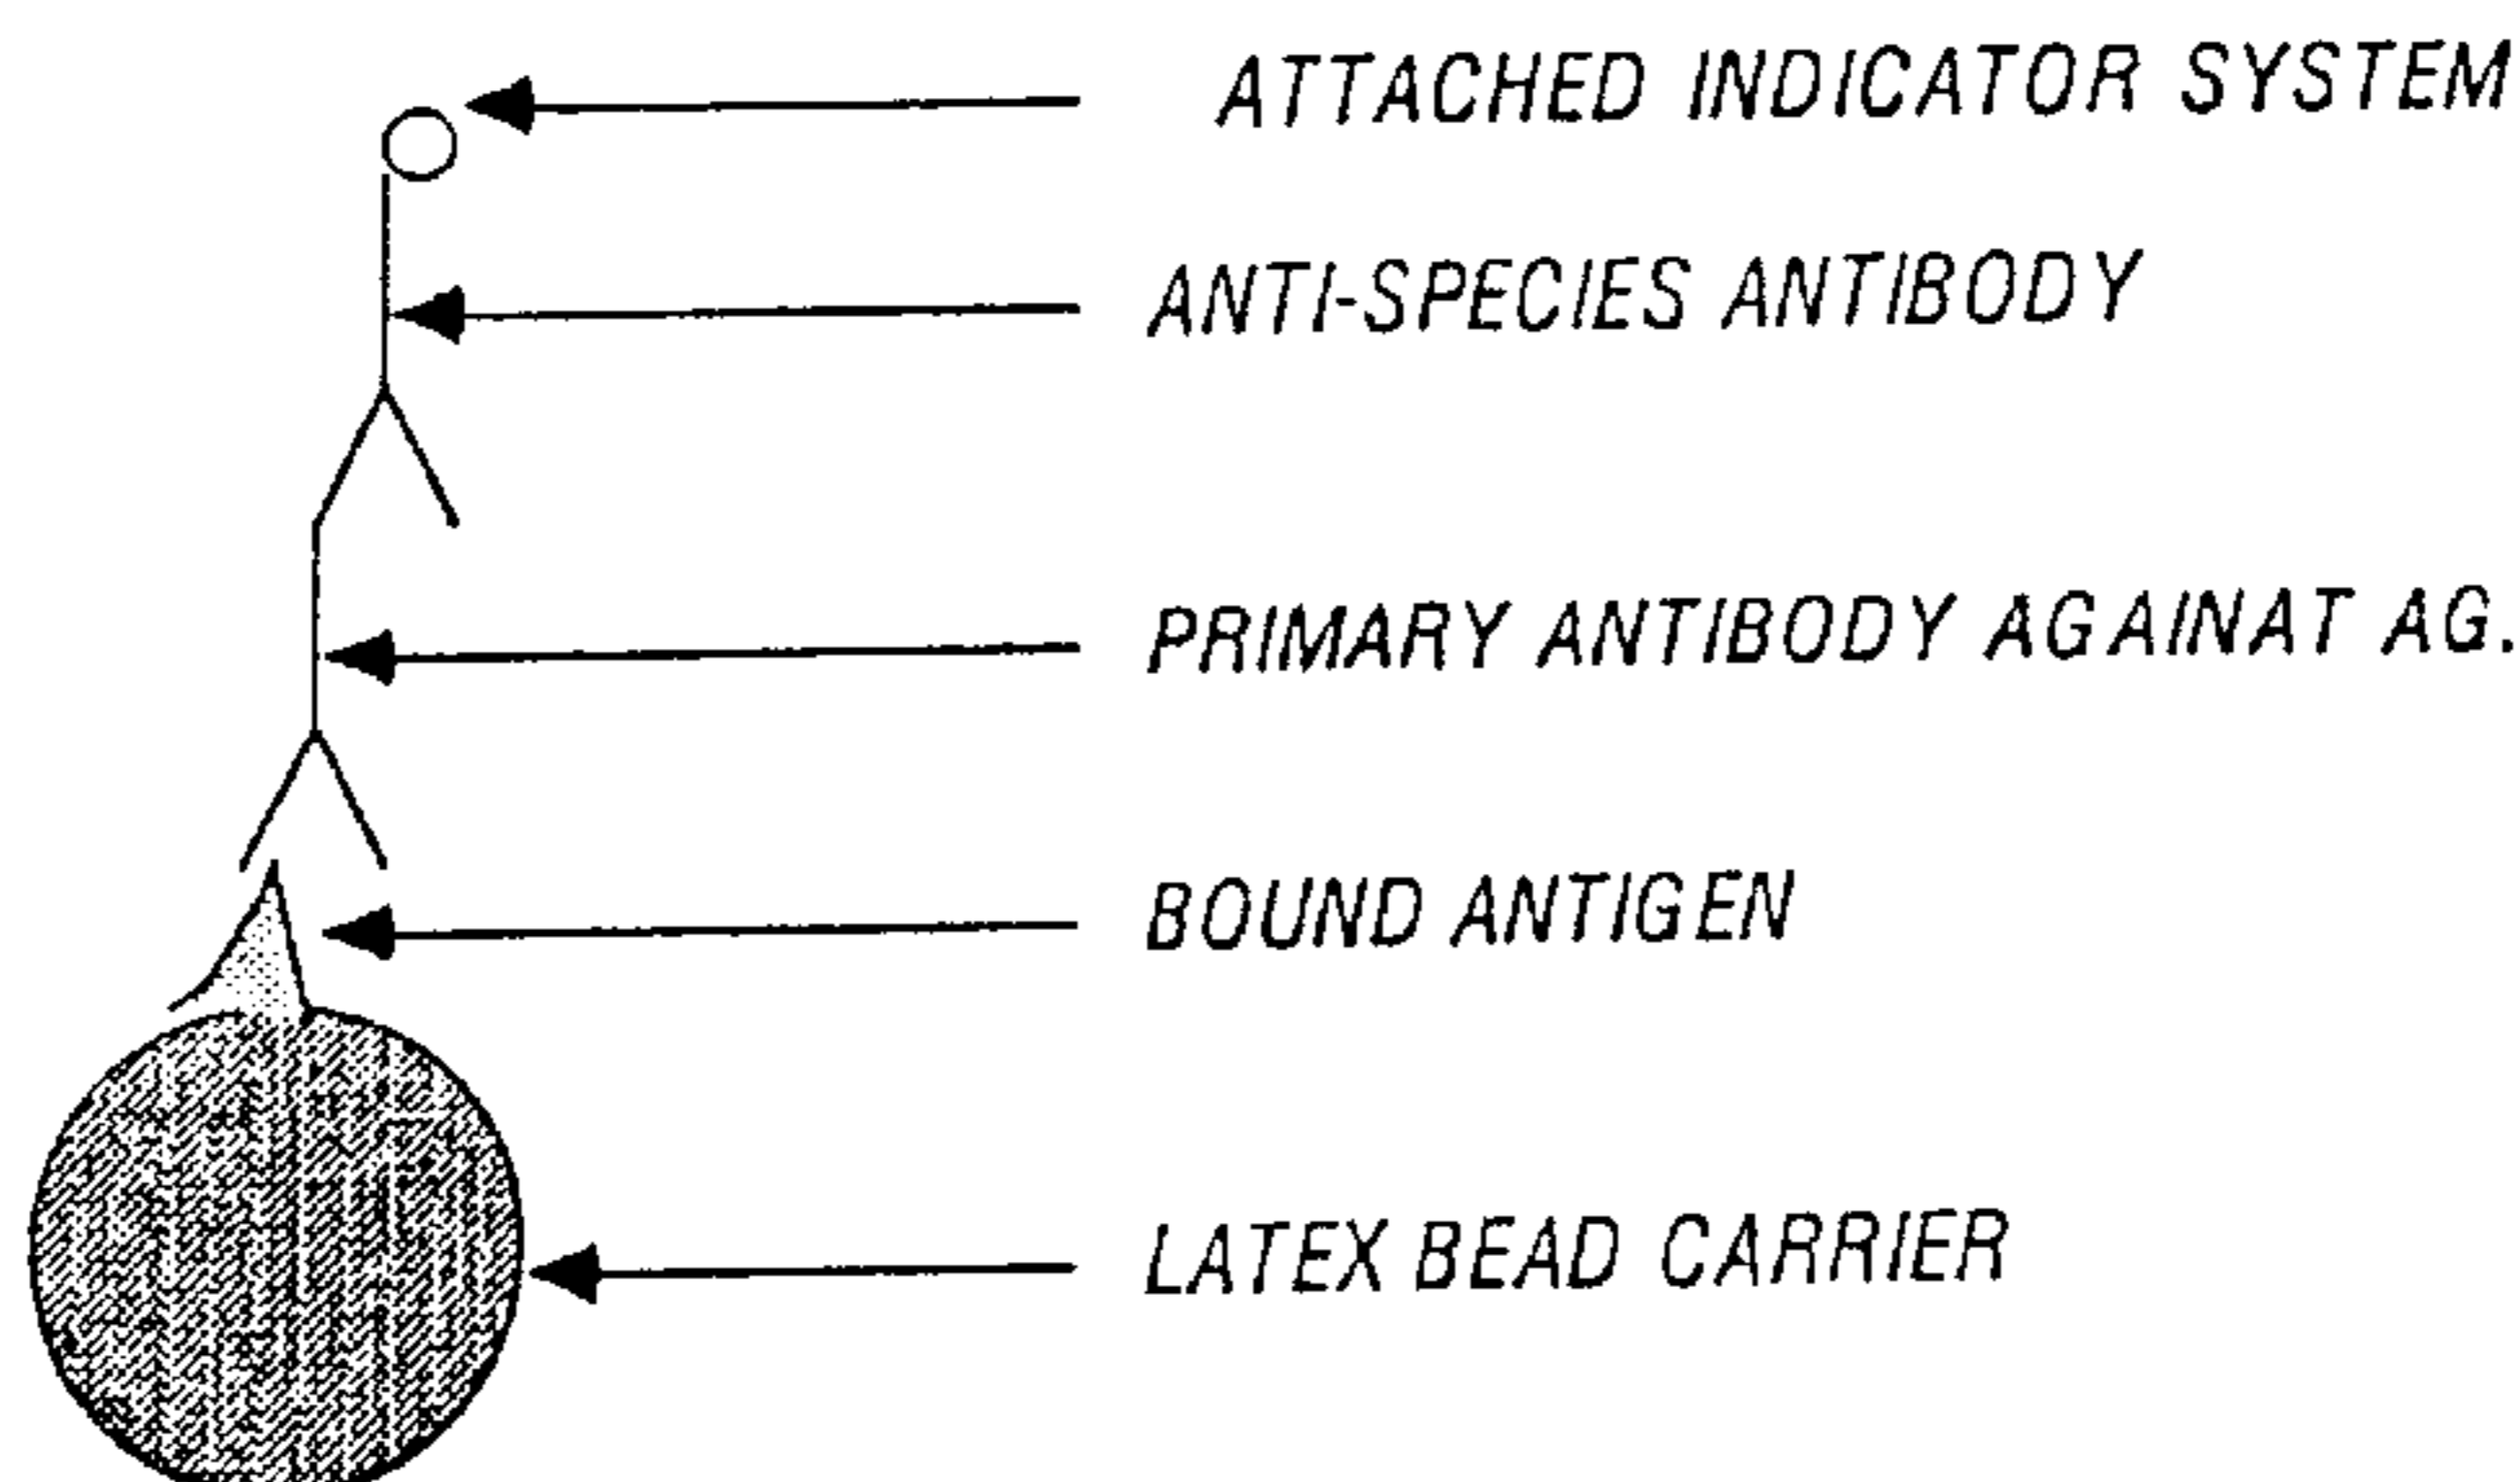 ATTACHED INDICATOR SYSTEM
ANTI-SPECIES ANTIBODY
PRIMARY ANTIBODY AGAINAT AG.
BOUND ANTIGEN
LATEX BEAD CARRIER